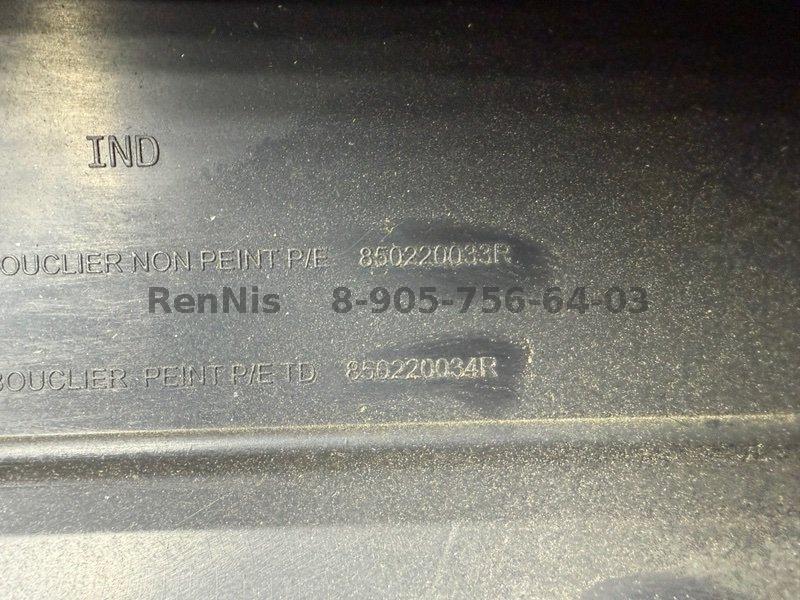 IND
BOUCLIER NON PEINT P/E 850220033R
RenNis 8-905-756-64-03
BOUCLIER PEINT P/E TD 850220034R